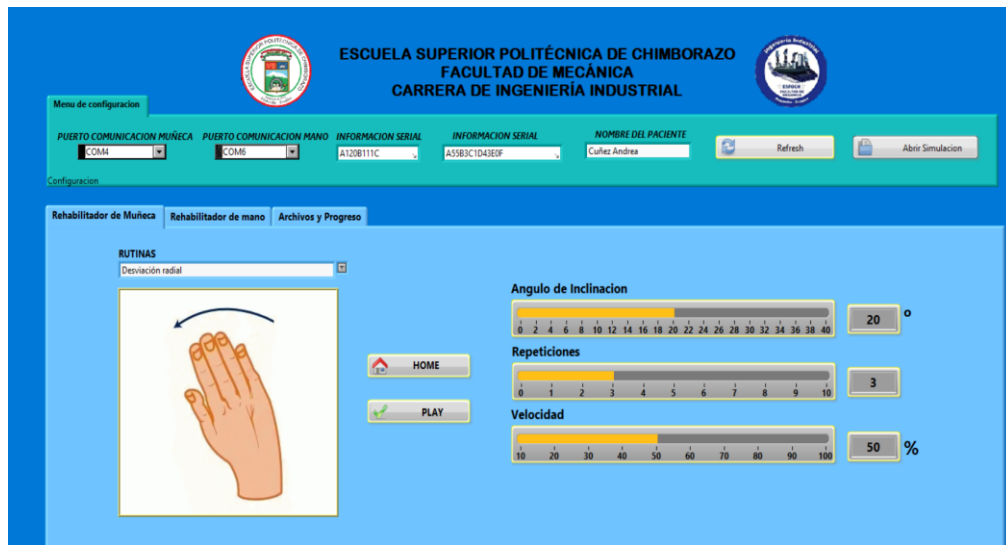 ESCUELA SUPERIOR POLITÉCNICA DE CHIMBORAZO
FACULTAD DE MECÁNICA
CARRERA DE INGENIERÍA INDUSTRIAL
Menu de configuracion
PUERTO COMUNICACION MUÑECA PUERTO COMUNICACION MANO INFORMACION SERIAL INFORMACION SERIAL NOMBRE DEL PACIENTE
COM4 COM6 A120B111C A55B3C1D43E0F Cuñez Andrea Refresh Abrir Simulacion
Configuracion
Rehabilitador de Muñeca Rehabilitador de mano Archivos y Progreso
RUTINAS
Desviación radial
HOME
PLAY
Angulo de Inclinacion
0 2 4 6 8 10 12 14 16 18 20 22 24 26 28 30 32 34 36 38 40
20 º
Repeticiones
0 1 2 3 4 5 6 7 8 9 10
3
Velocidad
10 20 30 40 50 60 70 80 90 100
50 %